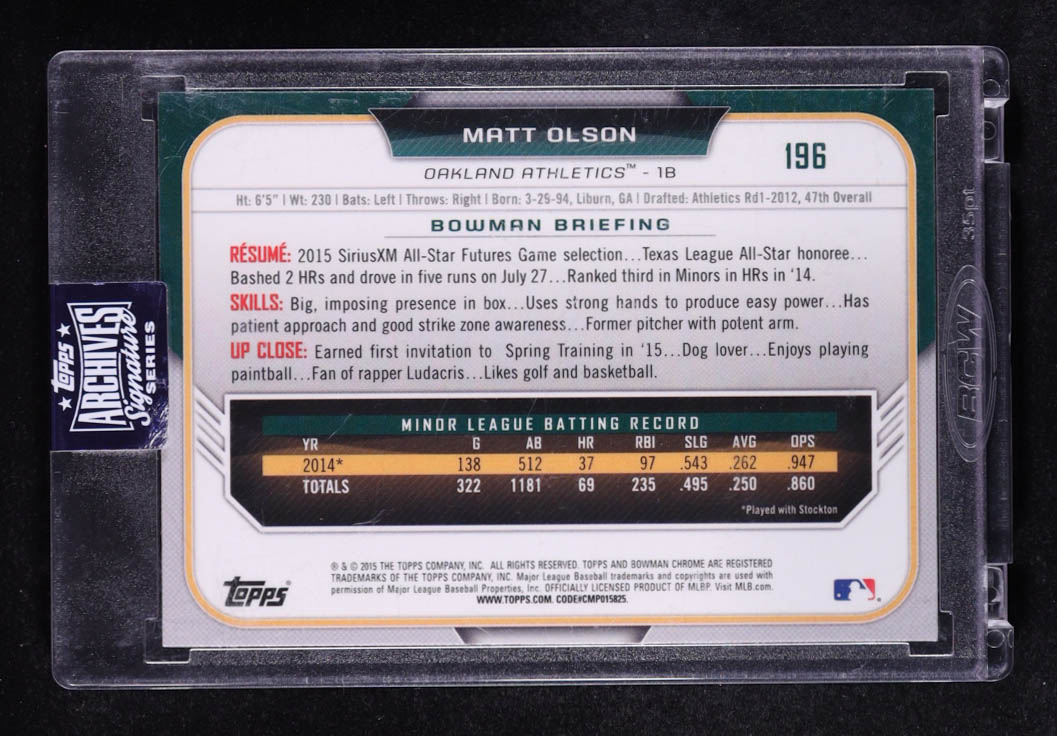 MATT OLSON
196
OAKLAND ATHLETICS™ - 1B
Ht: 6'5" | Wt: 230 | Bats: Left | Throws: Right | Born: 3-29-94, Liburn, GA | Drafted: Athletics Rd1-2012, 47th Overall
BOWMAN BRIEFING
RÉSUMÉ: 2015 SiriusXM All-Star Futures Game selection...Texas League All-Star honoree...
Bashed 2 HRs and drove in five runs on July 27...Ranked third in Minors in HRs in '14.
SKILLS: Big, imposing presence in box...Uses strong hands to produce easy power...Has
patient approach and good strike zone awareness...Former pitcher with potent arm.
UP CLOSE: Earned first invitation to Spring Training in '15...Dog lover...Enjoys playing
paintball...Fan of rapper Ludacris...Likes golf and basketball.
MINOR LEAGUE BATTING RECORD
YR G AB HR RBI SLG AVG OPS
2014* 138 512 37 97 .543 .262 .947
TOTALS 322 1181 69 235 .495 .250 .860
*Played with Stockton
® & © 2015 THE TOPPS COMPANY, INC. ALL RIGHTS RESERVED. TOPPS AND BOWMAN CHROME ARE REGISTERED
TRADEMARKS OF THE TOPPS COMPANY, INC. Major League Baseball trademarks and copyrights are used with
permission of Major League Baseball Properties, Inc. OFFICIALLY LICENSED PRODUCT OF MLBP. Visit MLB.com.
WWW.TOPPS.COM. CODE#CMP015825.
topps®
★ topps ★
ARCHIVES
Signature
SERIES
35pt
BCW